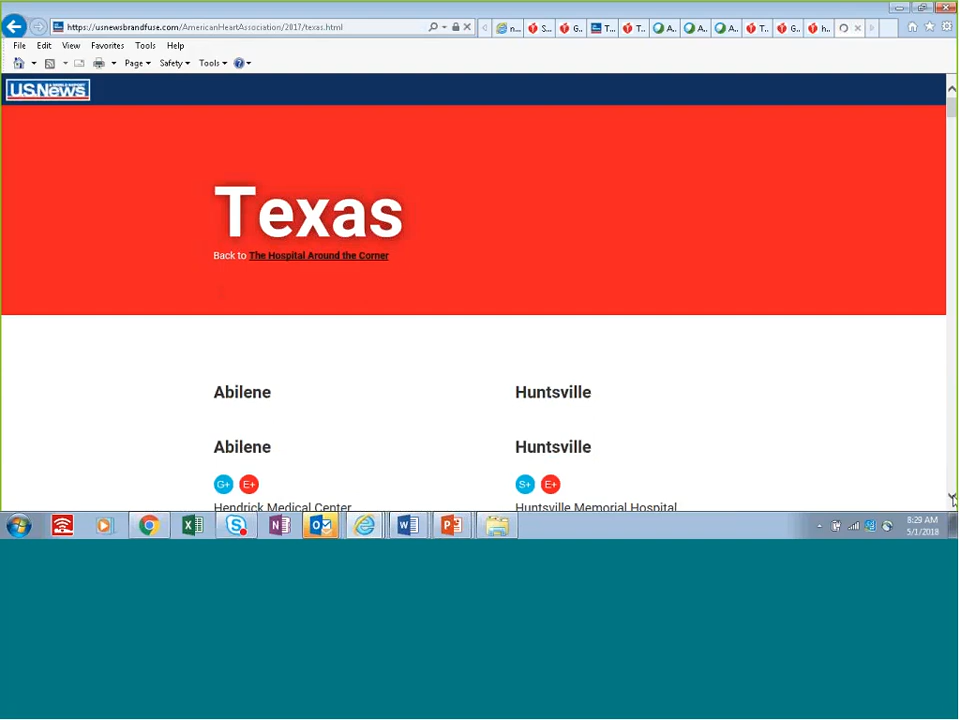 https://usnewsbrandfuse.com/AmericanHeartAssociation/2017/texas.html
n... S... G.. T... T.. A.. A.. A.. T.. G.. h..
File Edit View Favorites Tools Help
Page Safety Tools
U.S.News
Texas
Back to The Hospital Around the Corner
Abilene Huntsville
Abilene Huntsville
G+ E+ S+ E+
Hendrick Medical Center Huntsville Memorial Hospital
8:29 AM
5/1/2018